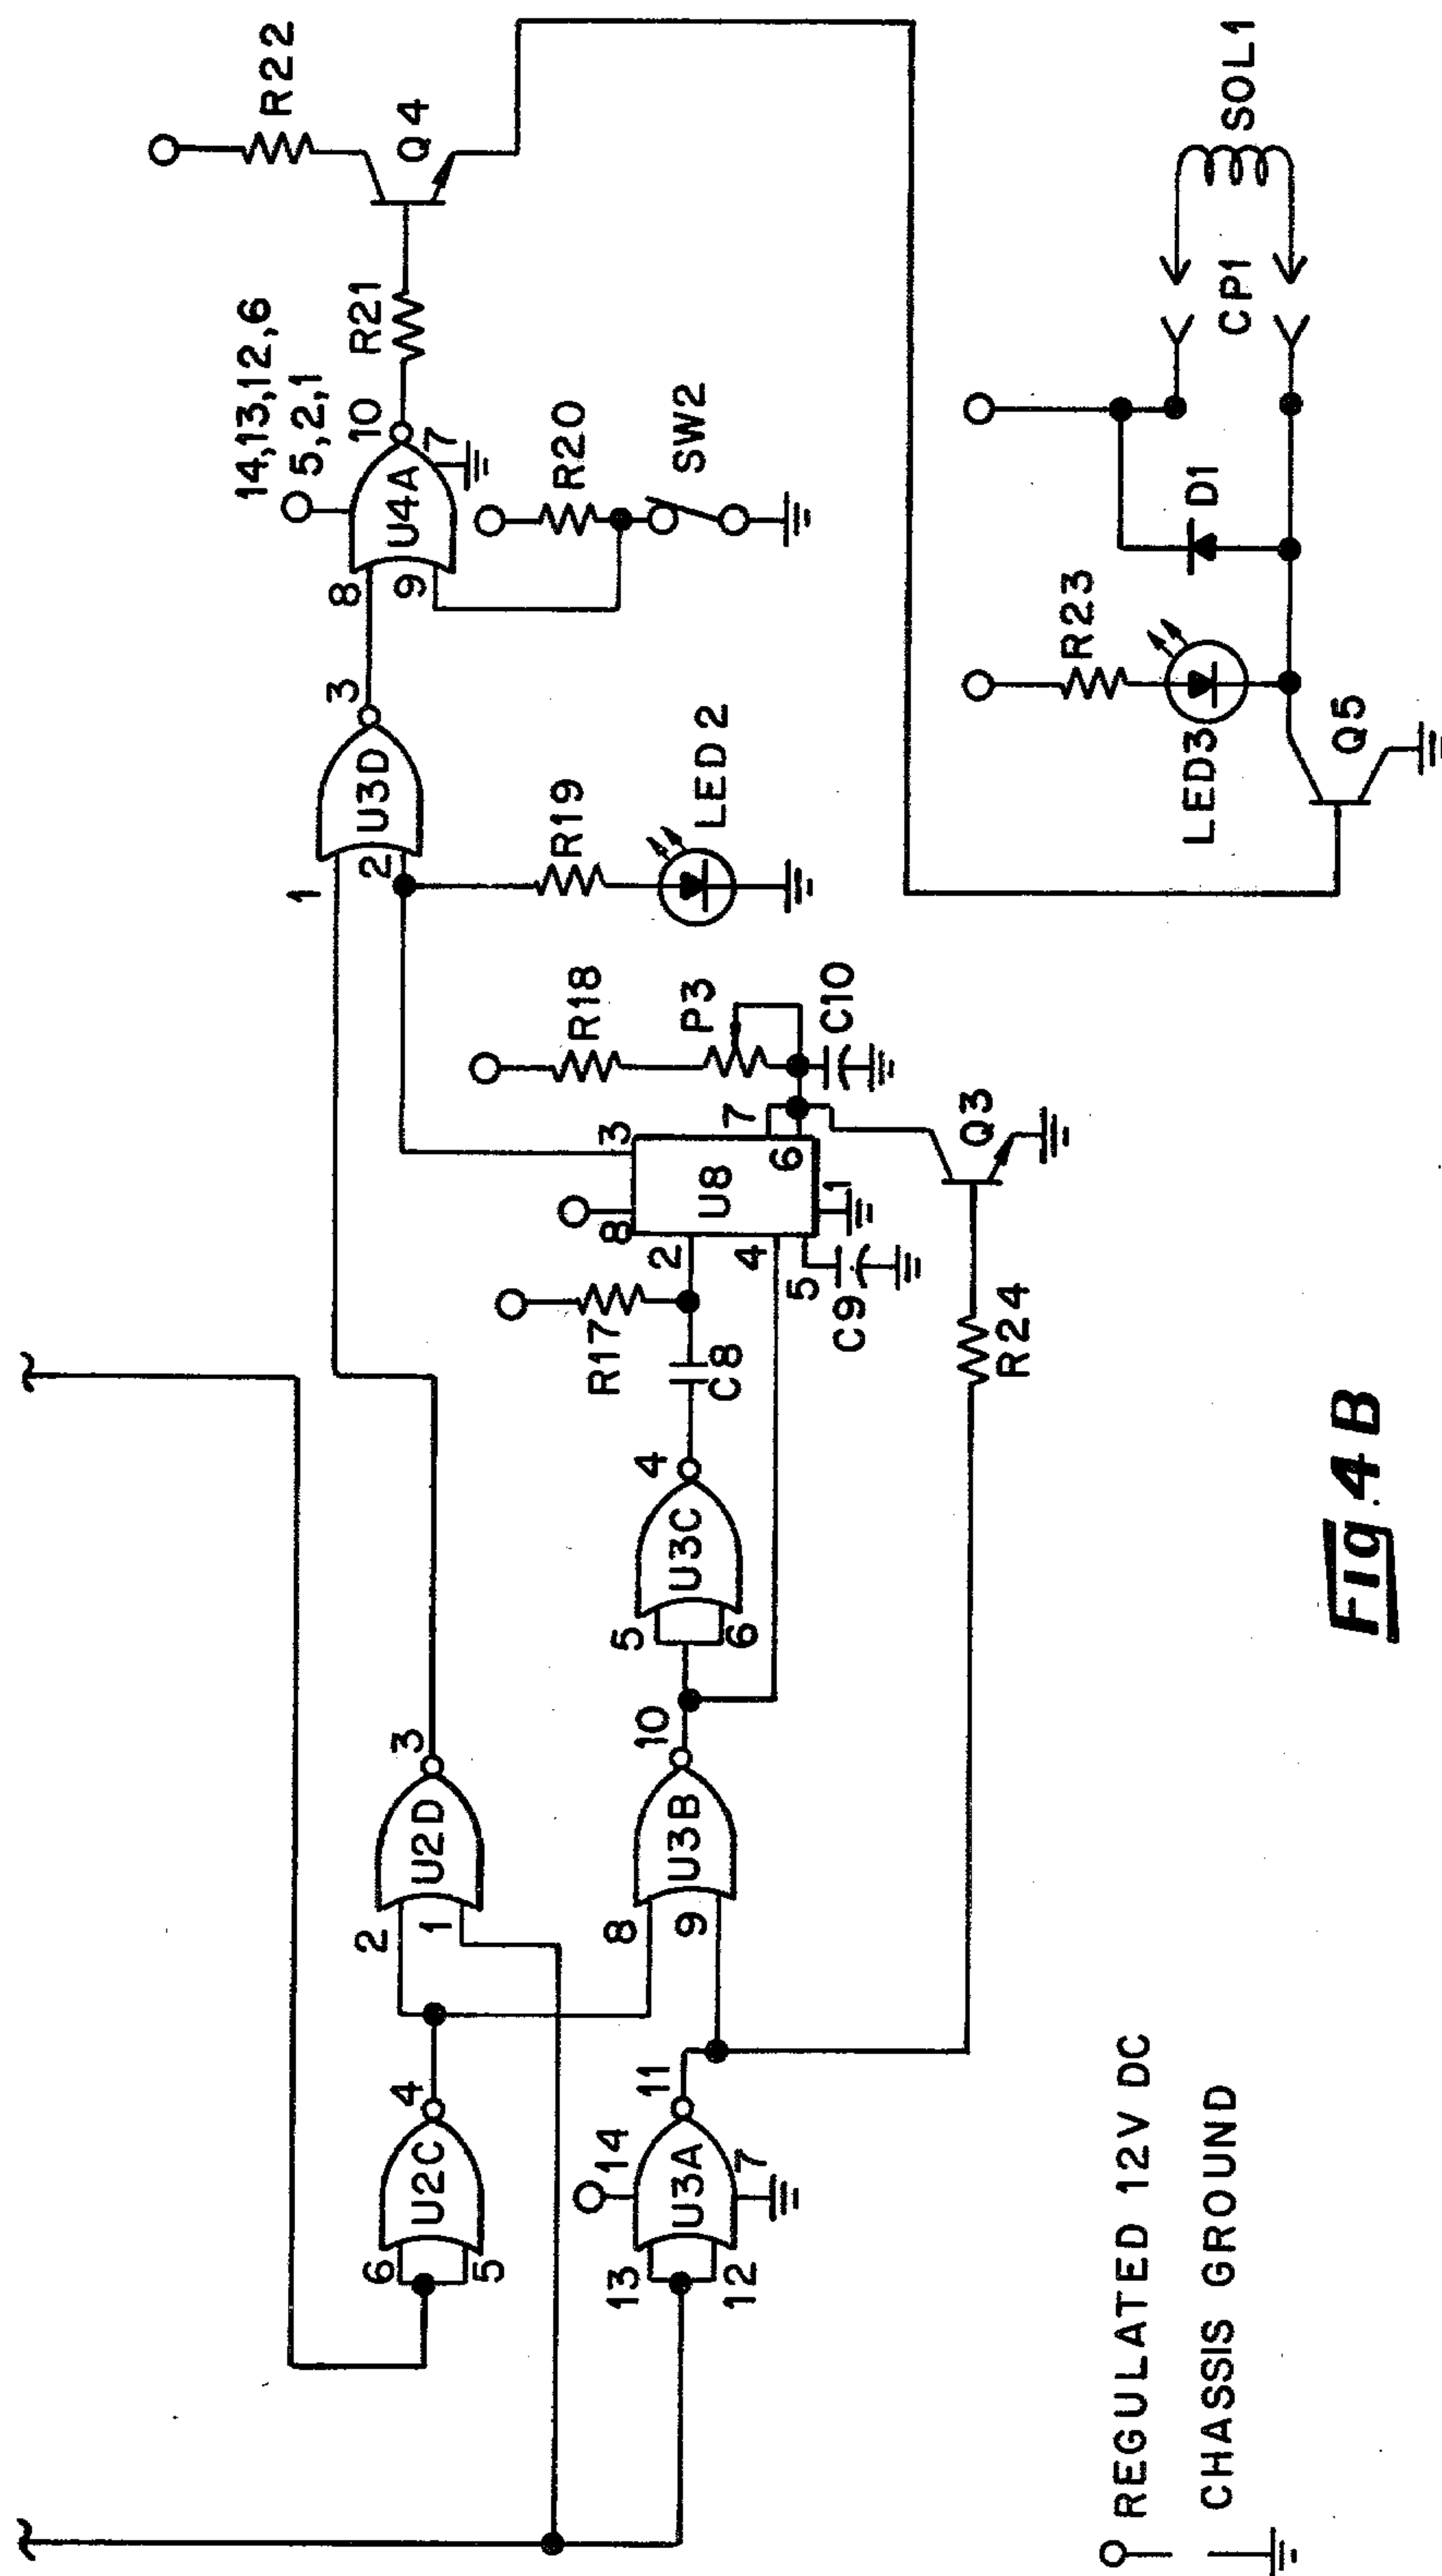 R22
Q4
14,13,12,6
5,2,1
R21
10
7
U4A
8
9
R20
SW2
3
U3D
1
2
R19
LED 2
R18
P3
C10
3
7
6
8
U8
1
2
4
5
C9
R17
C8
Q3
R24
4
U3C
5
6
3
U2D
2
1
10
U3B
8
9
4
U2C
6
5
11
14
U3A
7
13
12
SOL1
CP1
D1
R23
LED3
Q5
REGULATED 12V DC
CHASSIS GROUND
Fig. 4B